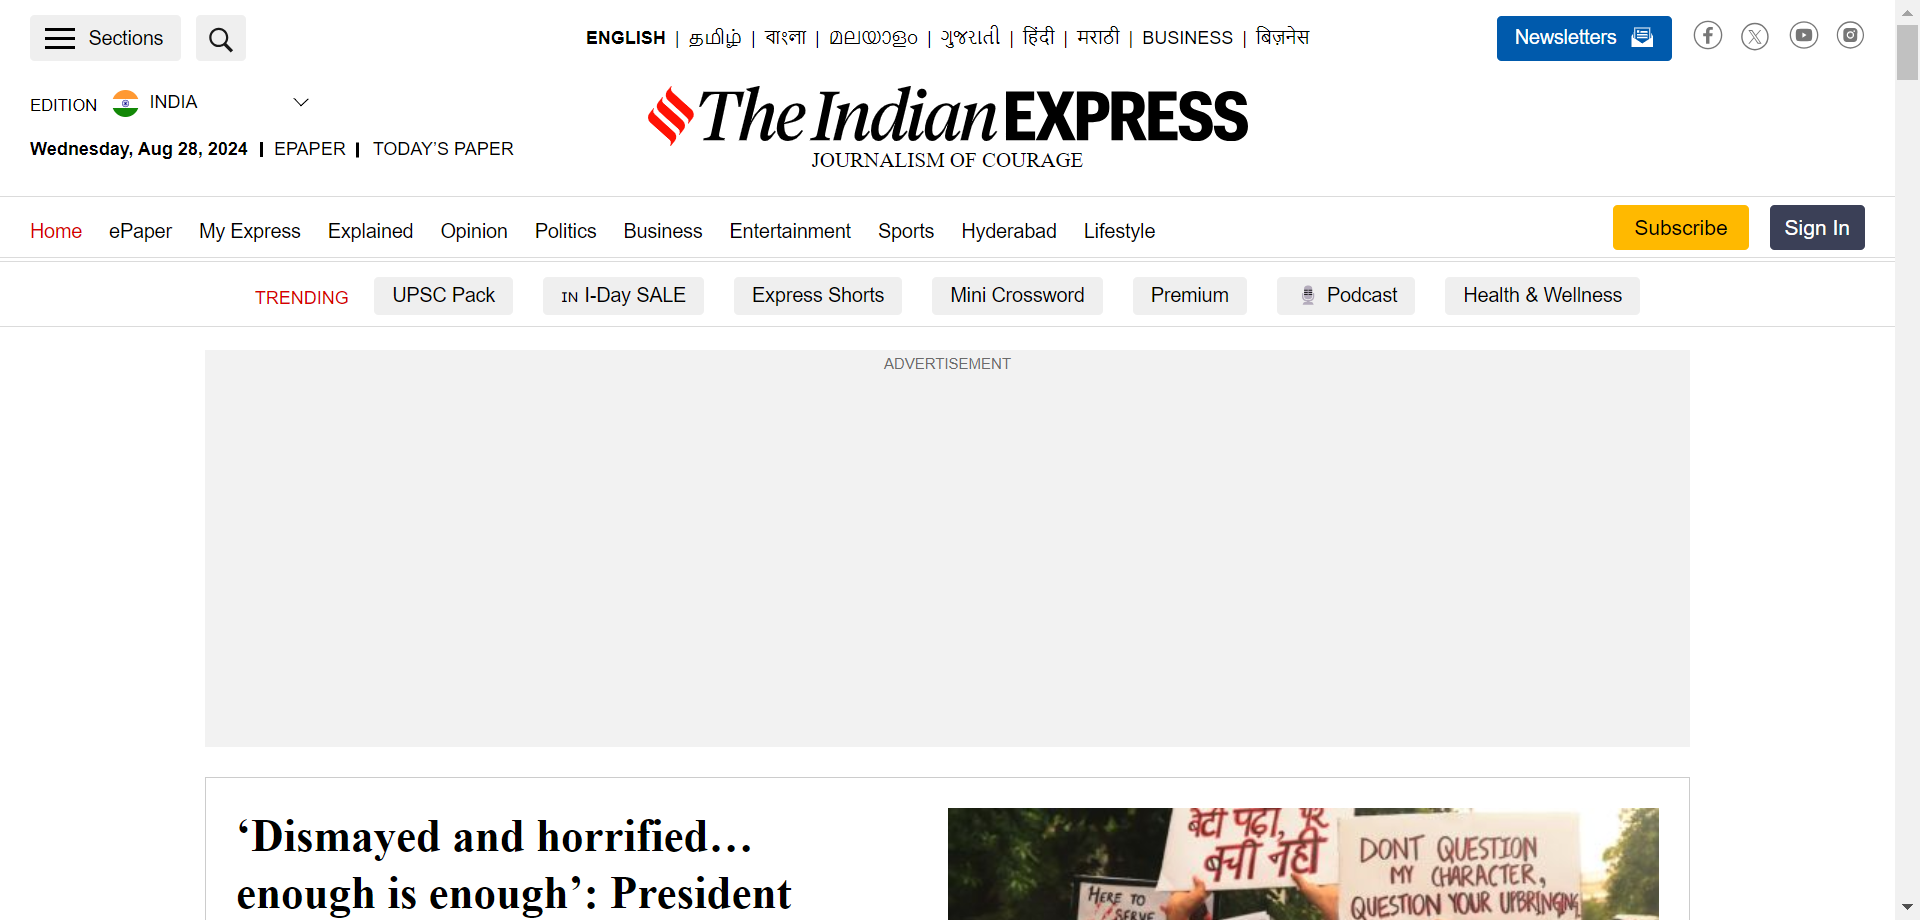 Sections
ENGLISH | தமிழ் | বাংলা | മലയാളം | ગુજરાતી | हिंदी | मराठी | BUSINESS | बिज़नेस
Newsletters
EDITION INDIA
The Indian EXPRESS
JOURNALISM OF COURAGE
Wednesday, Aug 28, 2024 | EPAPER | TODAY’S PAPER
Home ePaper My Express Explained Opinion Politics Business Entertainment Sports Hyderabad Lifestyle
Subscribe Sign In
TRENDING UPSC Pack IN I-Day SALE Express Shorts Mini Crossword Premium Podcast Health & Wellness
ADVERTISEMENT
‘Dismayed and horrified…
enough is enough’: President
बेटी पढ़ा, पर
बची नहीं
DONT QUESTION
MY CHARACTER,
QUESTION YOUR UPBRINGING
HERE TO
SERVE